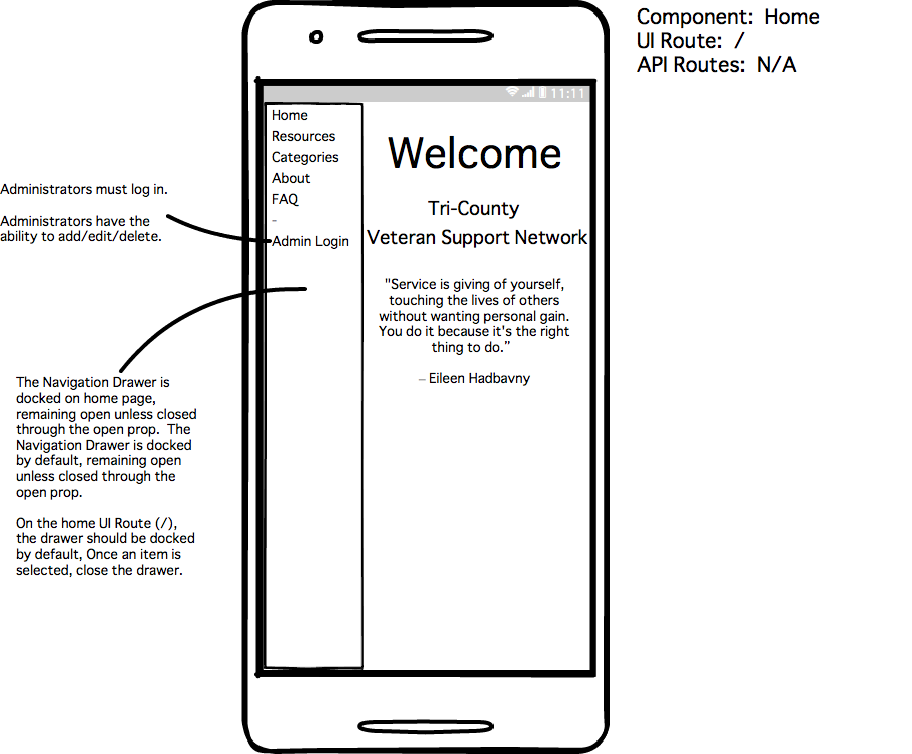 Component: Home
UI Route: /
API Routes: N/A
11:11
Home
Resources
Categories
About
FAQ
–
Admin Login
Welcome
Tri-County
Veteran Support Network
"Service is giving of yourself,
touching the lives of others
without wanting personal gain.
You do it because it's the right
thing to do.”
– Eileen Hadbavny
Administrators must log in.
Administrators have the
ability to add/edit/delete.
The Navigation Drawer is
docked on home page,
remaining open unless closed
through the open prop. The
Navigation Drawer is docked
by default, remaining open
unless closed through the
open prop.
On the home UI Route (/),
the drawer should be docked
by default, Once an item is
selected, close the drawer.